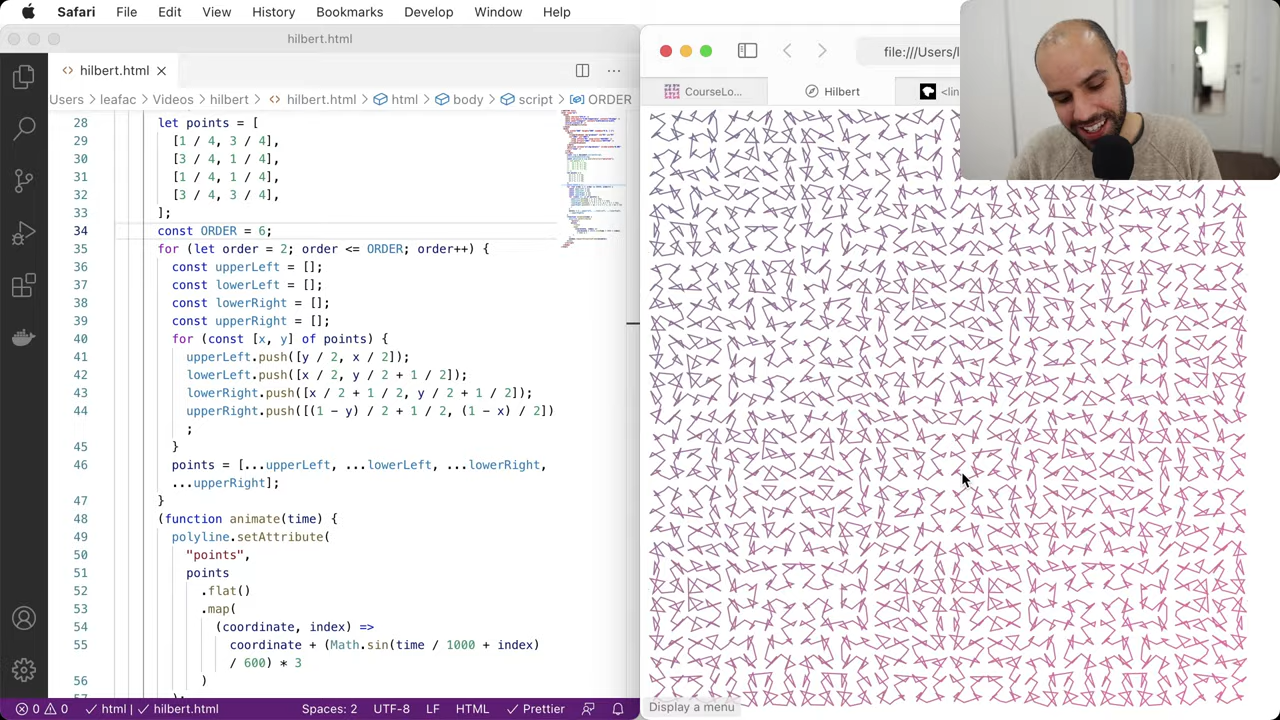 Safari File Edit View History Bookmarks Develop Window Help
hilbert.html
hilbert.html
Users leafac Videos hilbert hilbert.html html body script ORDER
28 let points = [
29 [1 / 4, 3 / 4],
30 [3 / 4, 1 / 4],
31 [1 / 4, 1 / 4],
32 [3 / 4, 3 / 4],
33 ];
34 const ORDER = 6;
35 for (let order = 2; order <= ORDER; order++) {
36 const upperLeft = [];
37 const lowerLeft = [];
38 const lowerRight = [];
39 const upperRight = [];
40 for (const [x, y] of points) {
41 upperLeft.push([y / 2, x / 2]);
42 lowerLeft.push([x / 2, y / 2 + 1 / 2]);
43 lowerRight.push([x / 2 + 1 / 2, y / 2 + 1 / 2]);
44 upperRight.push([(1 - y) / 2 + 1 / 2, (1 - x) / 2])
;
45 }
46 points = [...upperLeft, ...lowerLeft, ...lowerRight,
...upperRight];
47 }
48 (function animate(time) {
49 polyline.setAttribute(
50 "points",
51 points
52 .flat()
53 .map(
54 (coordinate, index) =>
55 coordinate + (Math.sin(time / 1000 + index)
/ 600) * 3
56 )
0 0 html hilbert.html Spaces: 2 UTF-8 LF HTML Prettier
file:///Users/l
CourseLo... Hilbert <lin
Display a menu